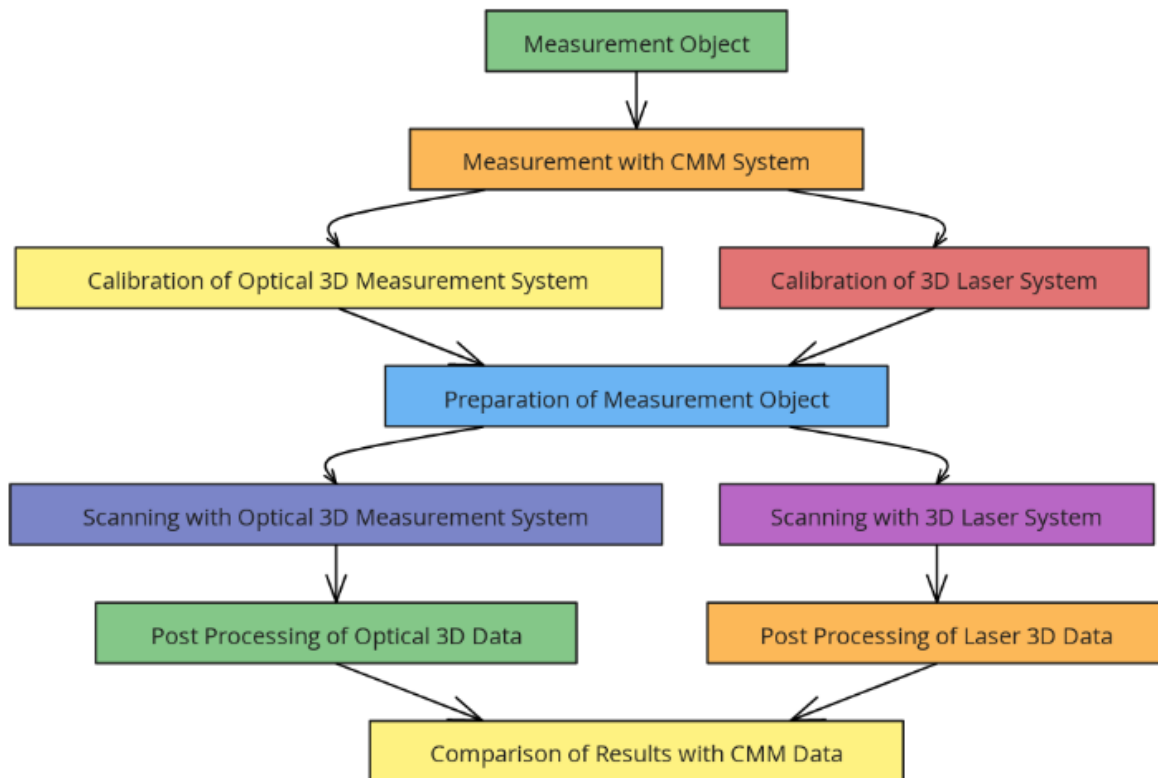 Measurement Object
Measurement with CMM System
Calibration of Optical 3D Measurement System
Calibration of 3D Laser System
Preparation of Measurement Object
Scanning with Optical 3D Measurement System
Scanning with 3D Laser System
Post Processing of Optical 3D Data
Post Processing of Laser 3D Data
Comparison of Results with CMM Data